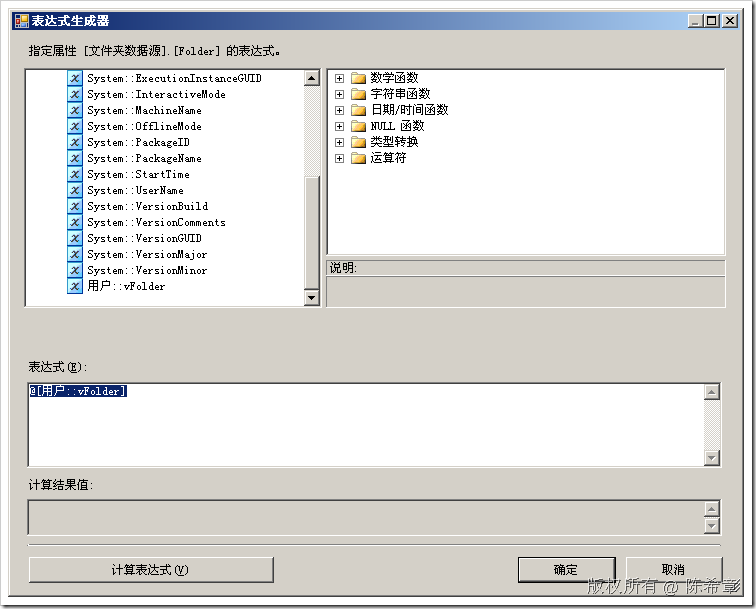 表达式生成器
指定属性 [文件夹数据源].[Folder] 的表达式。
System::ExecutionInstanceGUID
System::InteractiveMode
System::MachineName
System::OfflineMode
System::PackageID
System::PackageName
System::StartTime
System::UserName
System::VersionBuild
System::VersionComments
System::VersionGUID
System::VersionMajor
System::VersionMinor
用户::vFolder
数学函数
字符串函数
日期/时间函数
NULL 函数
类型转换
运算符
说明:
表达式(E):
@[用户::vFolder]
计算结果值:
计算表达式(V)
确定
取消
版权所有 @ 陈希章